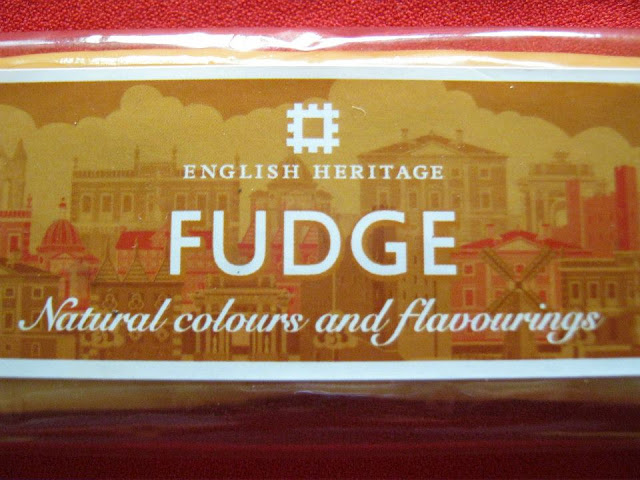 ENGLISH HERITAGE
FUDGE
Natural colours and flavourings